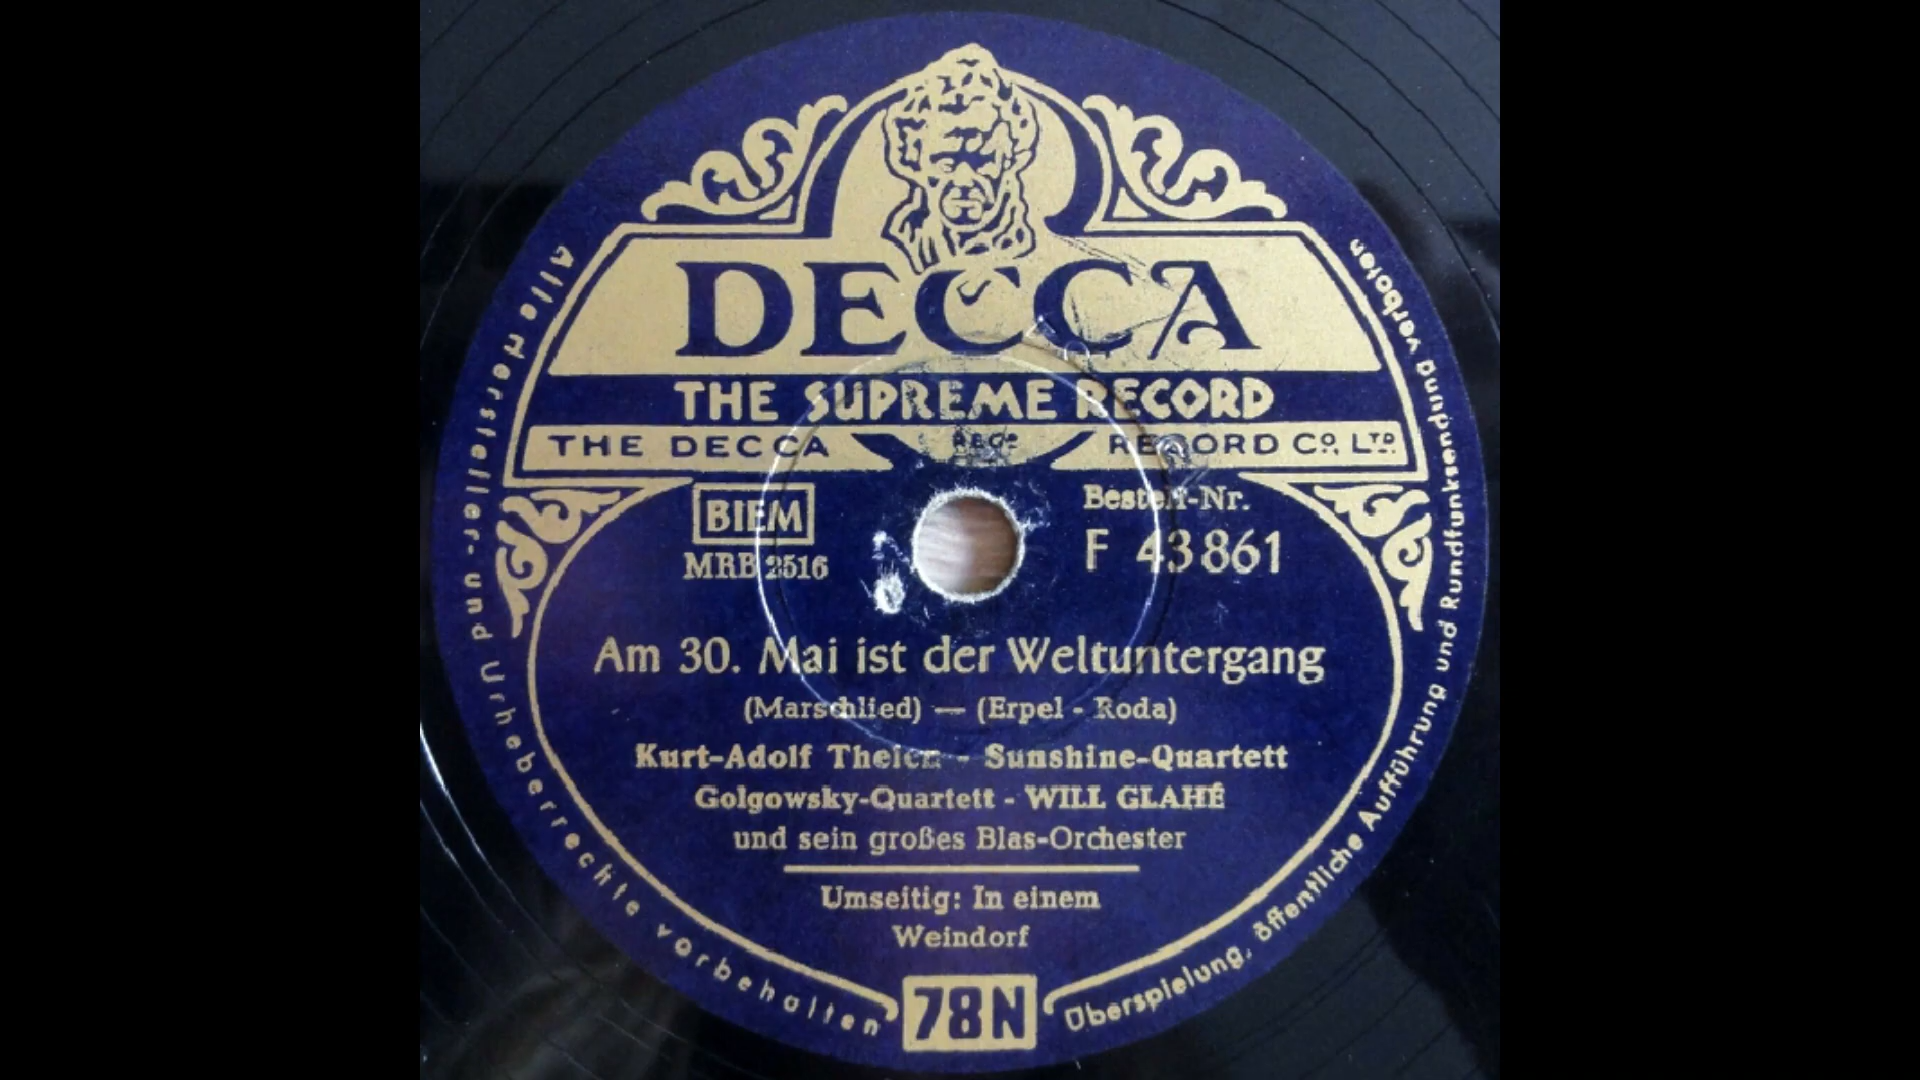 DECCA
THE SUPREME RECORD
THE DECCA REGD RECORD CO. LTD.
BIEM
MRB 2516
Bestell-Nr.
F 43861
Am 30. Mai ist der Weltuntergang
(Marschlied) — (Erpel - Roda)
Kurt-Adolf Thelen - Sunshine-Quartett
Golgowsky-Quartett - WILL GLAHÉ
und sein großes Blas-Orchester
Umseitig: In einem
Weindorf
78N
Alle Hersteller- und Urheberrechte vorbehalten
Überspielung, öffentliche Aufführung und Rundfunksendung verboten